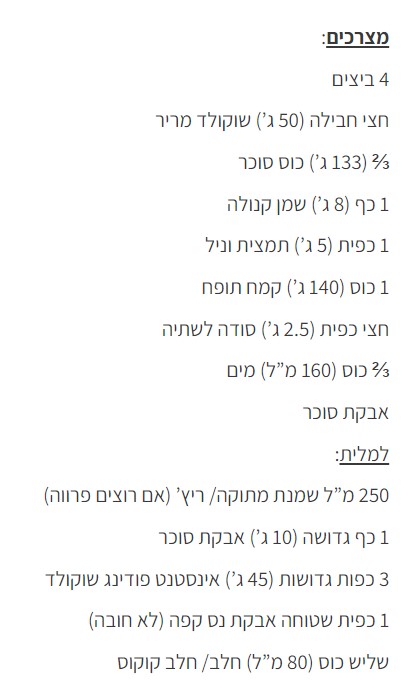 מצרכים:
4 ביצים
חצי חבילה (50 ג’) שוקולד מריר
⅔ (133 ג’) כוס סוכר
1 כף (8 ג’) שמן קנולה
1 כפית (5 ג’) תמצית וניל
1 כוס (140 ג’) קמח תופח
חצי כפית (2.5 ג’) סודה לשתיה
⅔ כוס (160 מ”ל) מים
אבקת סוכר
למלית:
250 מ”ל שמנת מתוקה/ ריץ’ (אם רוצים פרווה)
1 כף גדושה (10 ג’) אבקת סוכר
3 כפות גדושות (45 ג’) אינסטנט פודינג שוקולד
1 כפית שטוחה אבקת נס קפה (לא חובה)
שליש כוס (80 מ”ל) חלב/ חלב קוקוס